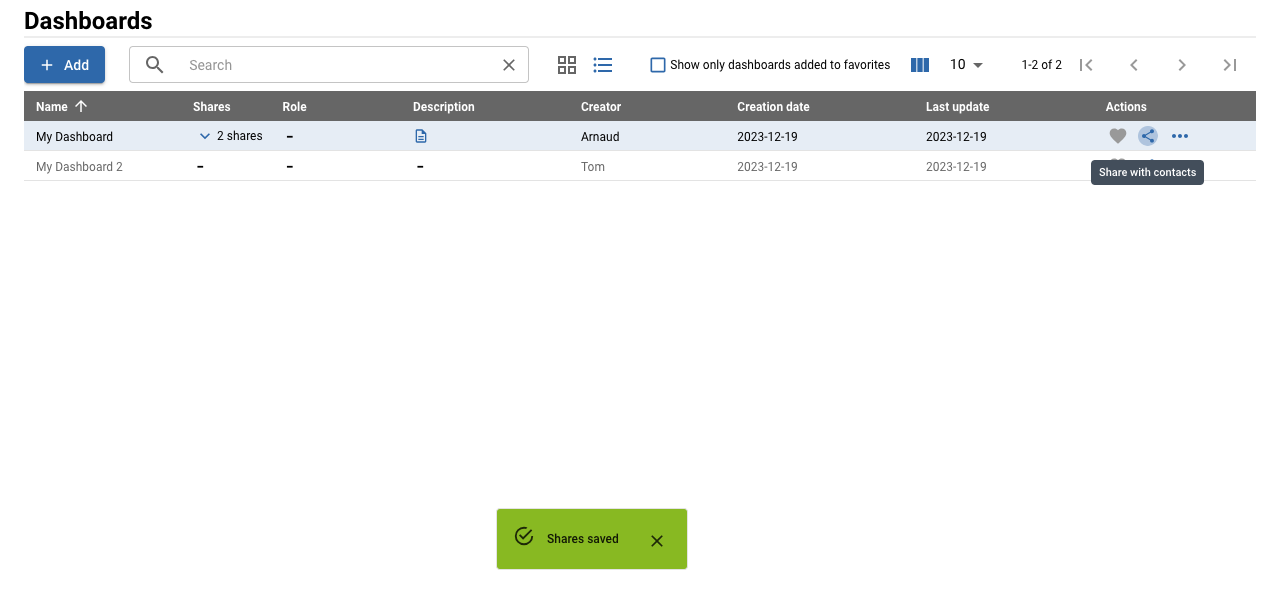 Dashboards
Add Search Show only dashboards added to favorites 10 1-2 of 2
Name Shares Role Description Creator Creation date Last update Actions
My Dashboard 2 shares – Arnaud 2023-12-19 2023-12-19
My Dashboard 2 – – – Tom 2023-12-19 2023-12-19
Share with contacts
Shares saved